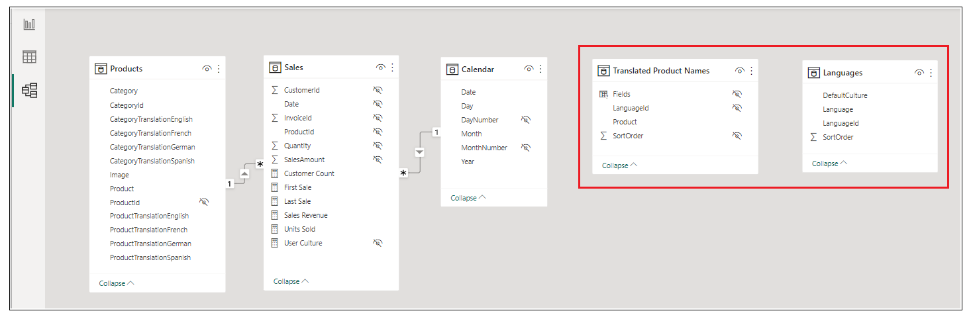 Products
Category
CategoryId
CategoryTranslationEnglish
CategoryTranslationFrench
CategoryTranslationGerman
CategoryTranslationSpanish
Image
Product
ProductId
ProductTranslationEnglish
ProductTranslationFrench
ProductTranslationGerman
ProductTranslationSpanish
Collapse
1
*
Sales
CustomerId
Date
InvoiceId
ProductId
Quantity
SalesAmount
Customer Count
First Sale
Last Sale
Sales Revenue
Units Sold
User Culture
Collapse
*
1
Calendar
Date
Day
DayNumber
Month
MonthNumber
Year
Collapse
Translated Product Names
Fields
LanguageId
Product
SortOrder
Collapse
Languages
DefaultCulture
Language
LanguageId
SortOrder
Collapse